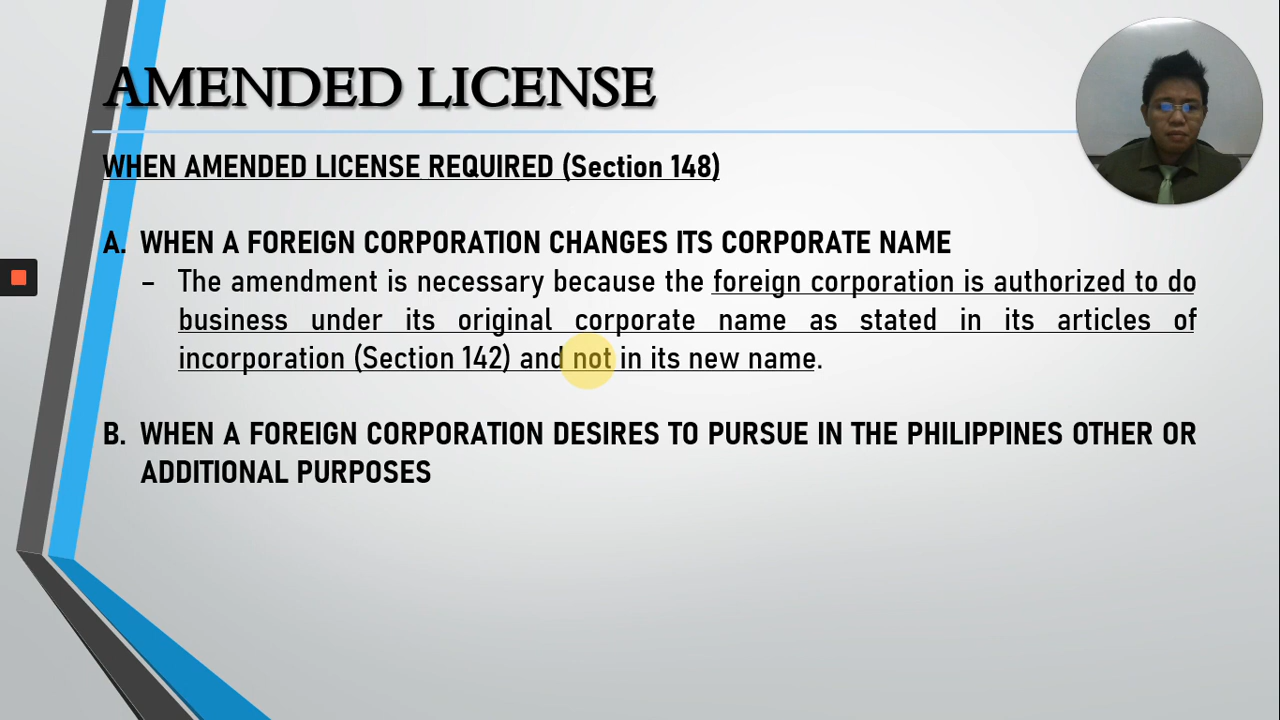 AMENDED LICENSE
WHEN AMENDED LICENSE REQUIRED (Section 148)
A. WHEN A FOREIGN CORPORATION CHANGES ITS CORPORATE NAME
– The amendment is necessary because the foreign corporation is authorized to do
business under its original corporate name as stated in its articles of
incorporation (Section 142) and not in its new name.
B. WHEN A FOREIGN CORPORATION DESIRES TO PURSUE IN THE PHILIPPINES OTHER OR
ADDITIONAL PURPOSES